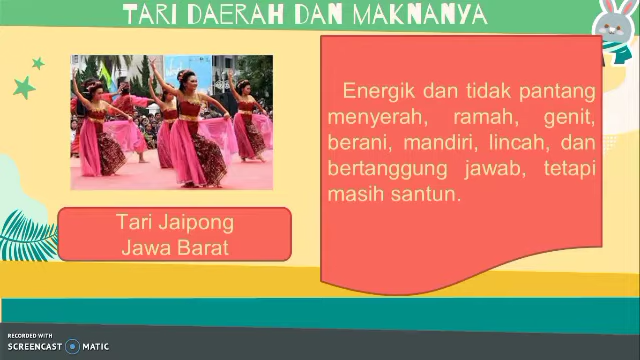 TARI DAERAH DAN MAKNANYA
Energik dan tidak pantang
menyerah, ramah, genit,
berani, mandiri, lincah, dan
bertanggung jawab, tetapi
masih santun.
Tari Jaipong
Jawa Barat
RECORDED WITH
SCREENCAST MATIC